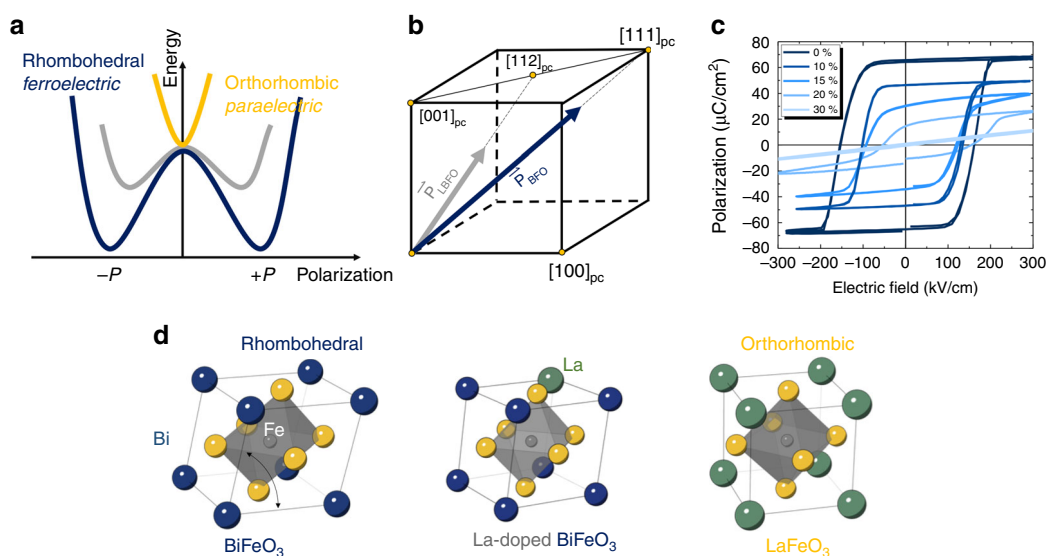 a
Rhombohedral
ferroelectric
Energy
Orthorhombic
paraelectric
–P
+P
Polarization
b
[111]pc
[112]pc
[001]pc
P LBFO
P BFO
[100]pc
c
Polarization (μC/cm²)
80
60
40
20
0
–20
–40
–60
–80
0 %
10 %
15 %
20 %
30 %
–300
–200
–100
0
100
200
300
Electric field (kV/cm)
d
Rhombohedral
Bi
Fe
BiFeO₃
La
La-doped BiFeO₃
Orthorhombic
LaFeO₃